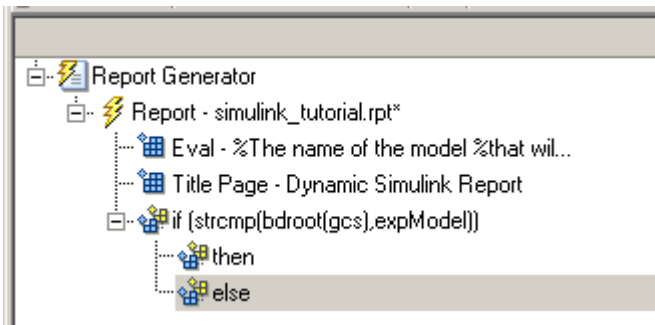 Report Generator
Report - simulink_tutorial.rpt*
Eval - %The name of the model %that wil...
Title Page - Dynamic Simulink Report
if (strcmp(bdroot(gcs),expModel))
then
else